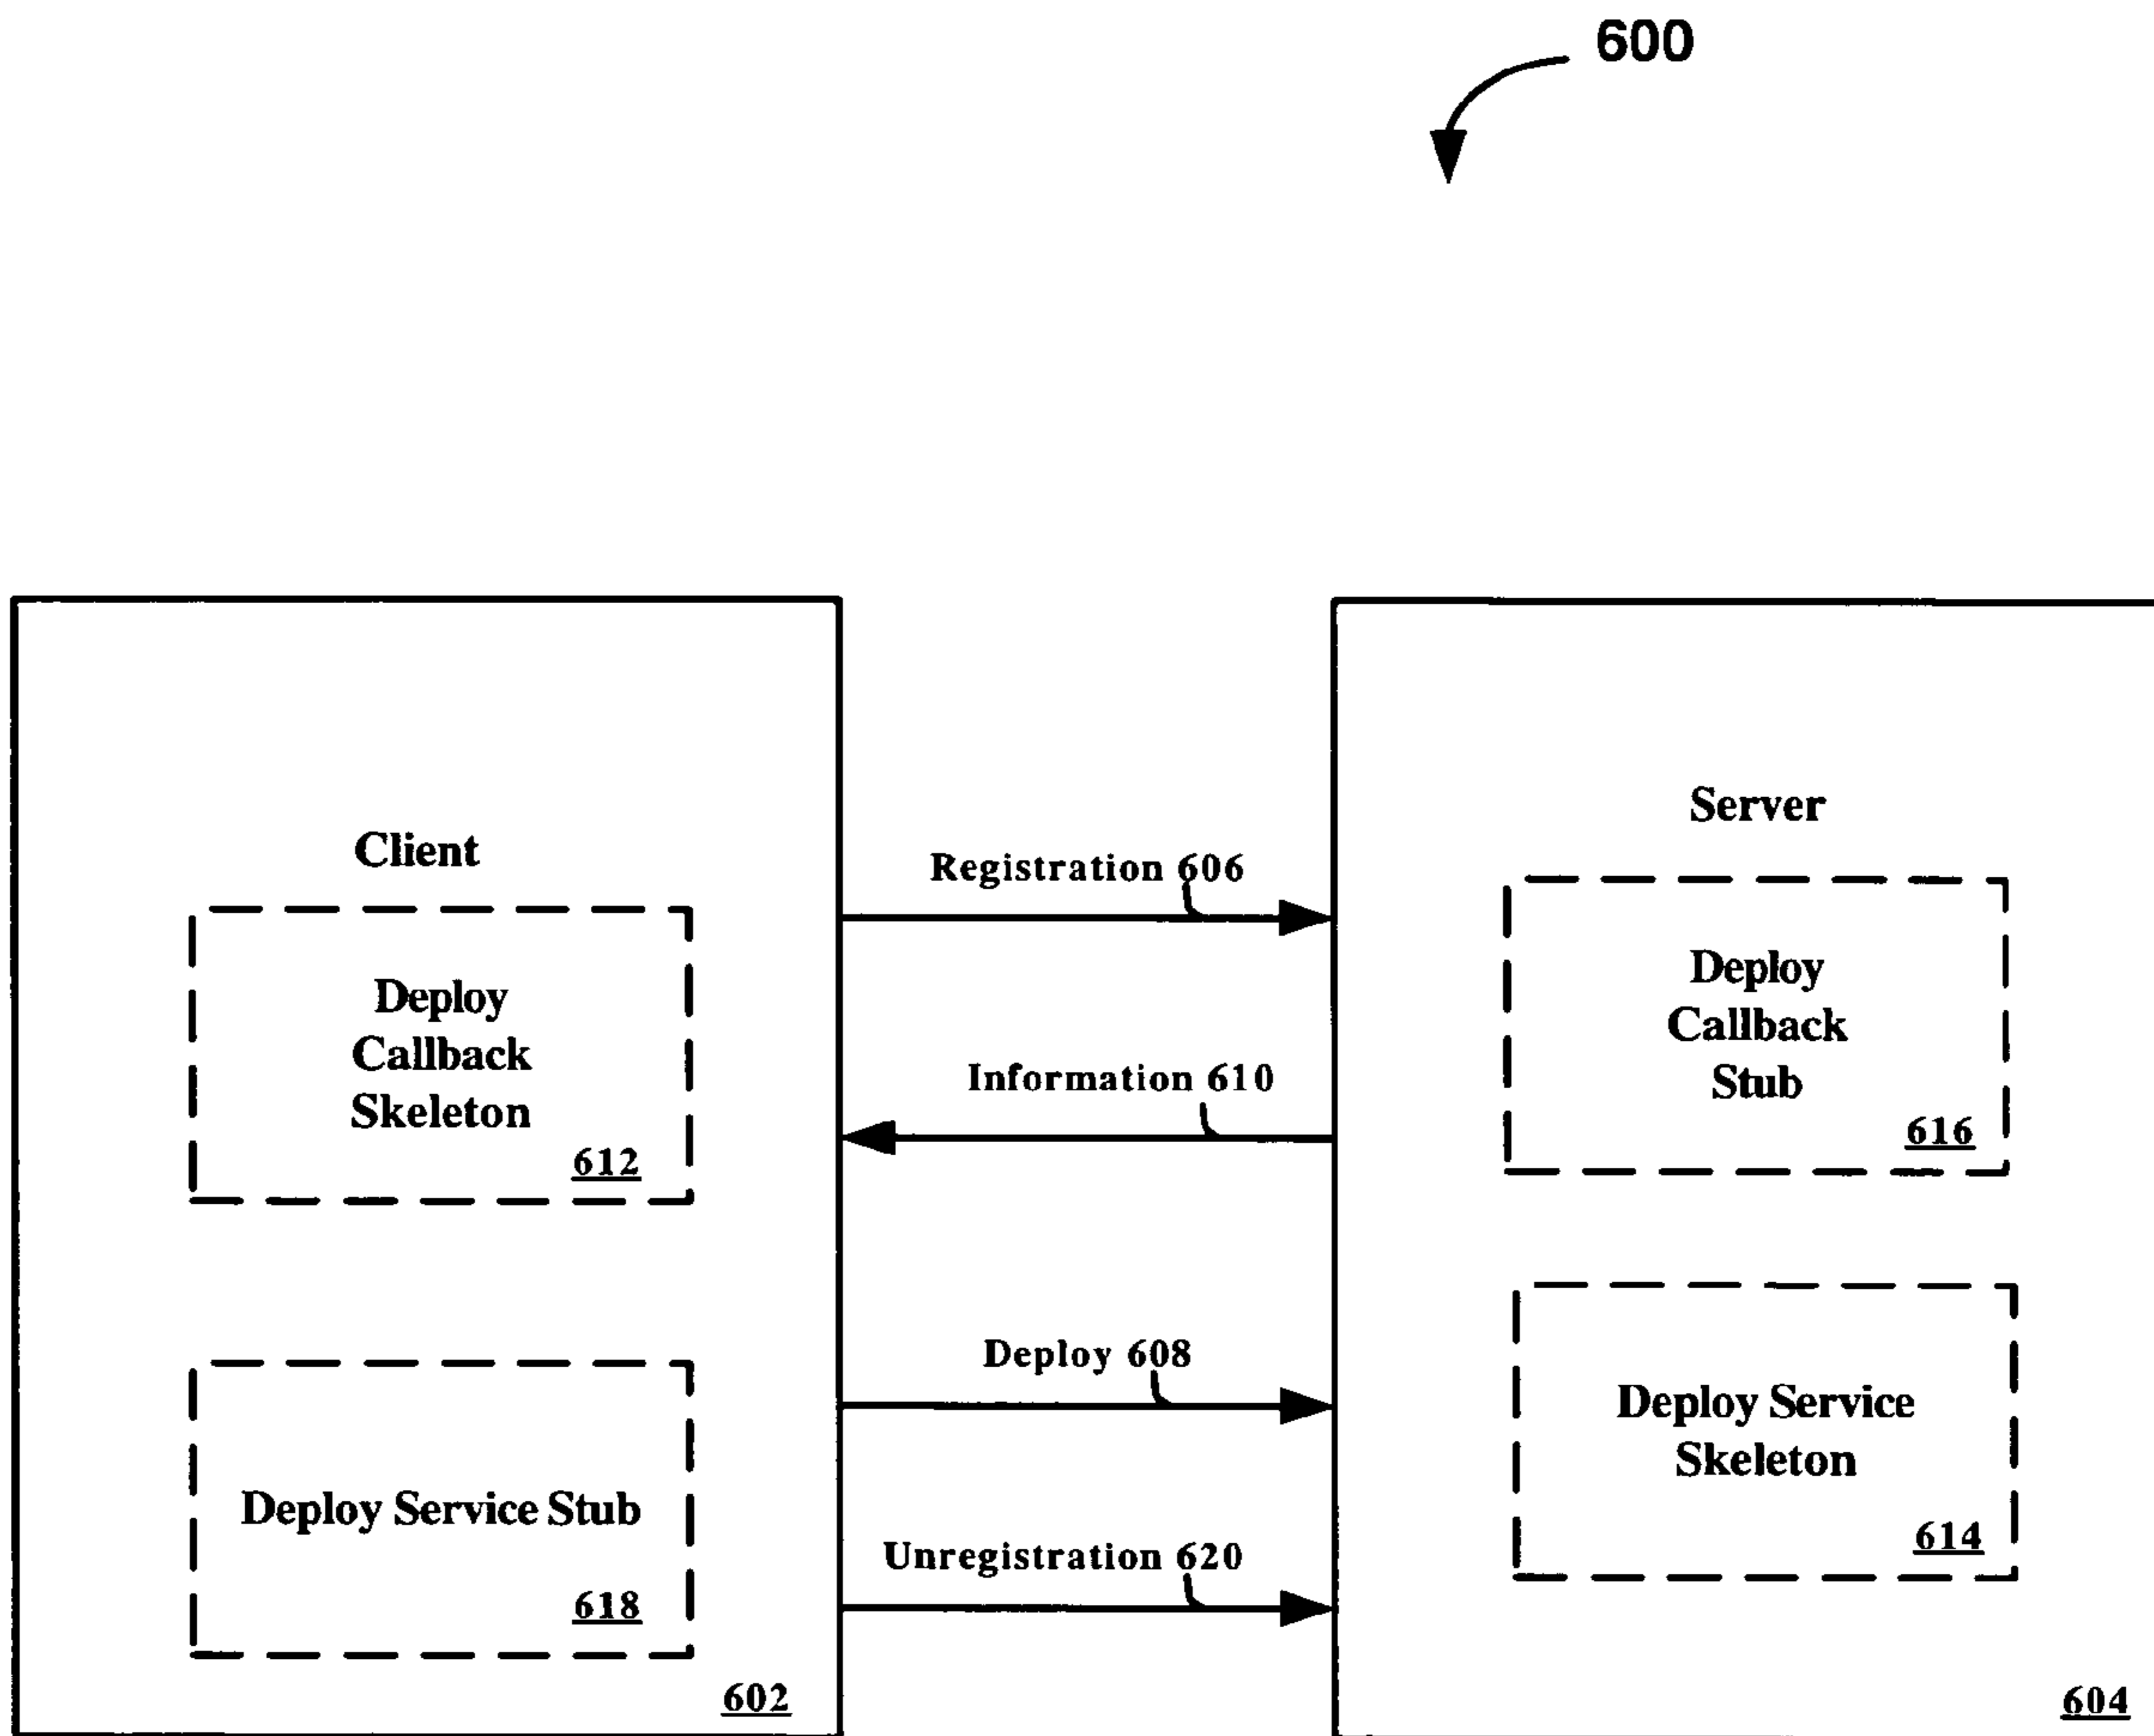 600
Client
Deploy
Callback
Skeleton
612
Deploy Service Stub
618
602
Registration 606
Information 610
Deploy 608
Unregistration 620
Server
Deploy
Callback
Stub
616
Deploy Service
Skeleton
614
604